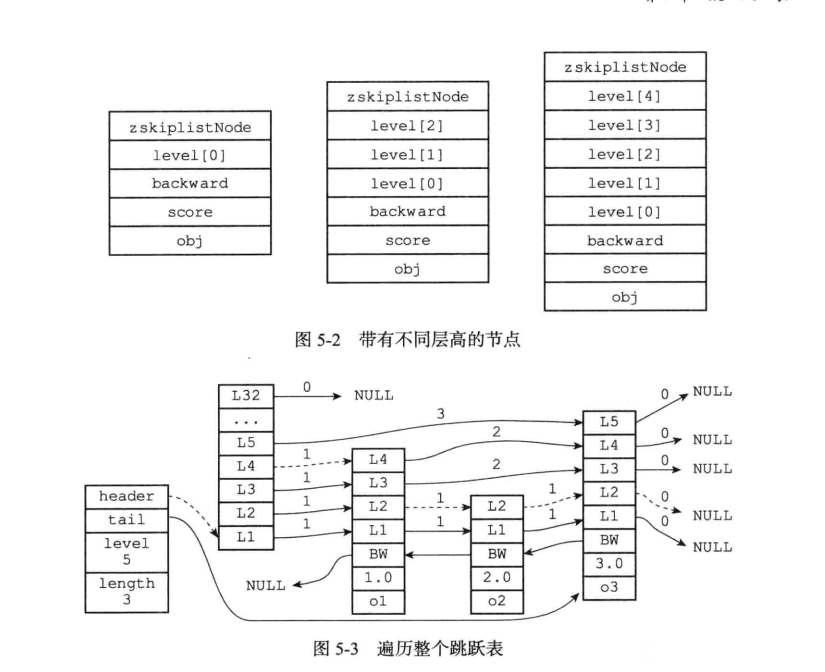 zskiplistNode
level[0]
backward
score
obj
zskiplistNode
level[2]
level[1]
level[0]
backward
score
obj
zskiplistNode
level[4]
level[3]
level[2]
level[1]
level[0]
backward
score
obj
图 5-2 带有不同层高的节点
header
tail
level
5
length
3
L32
...
L5
L4
L3
L2
L1
0
NULL
3
1
1
1
1
NULL
L4
L3
L2
L1
BW
1.0
o1
2
2
1
1
L2
L1
BW
2.0
o2
1
1
L5
L4
L3
L2
L1
BW
3.0
o3
0 NULL
0 NULL
0 NULL
0 NULL
0 NULL
图 5-3 遍历整个跳跃表